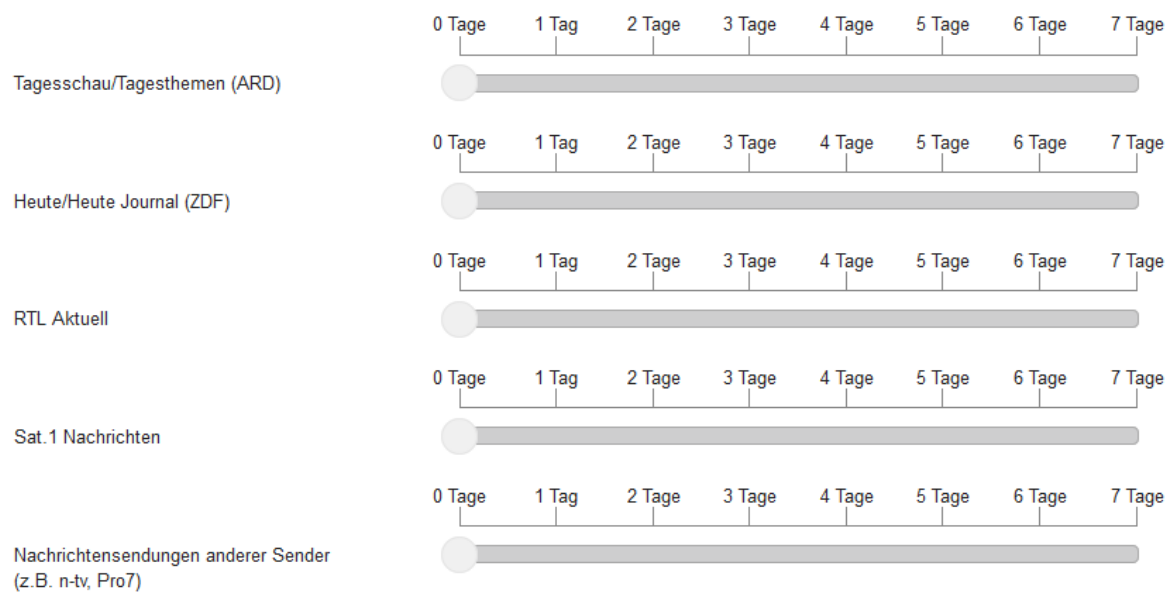 0 Tage 1 Tag 2 Tage 3 Tage 4 Tage 5 Tage 6 Tage 7 Tage
Tagesschau/Tagesthemen (ARD)
0 Tage 1 Tag 2 Tage 3 Tage 4 Tage 5 Tage 6 Tage 7 Tage
Heute/Heute Journal (ZDF)
0 Tage 1 Tag 2 Tage 3 Tage 4 Tage 5 Tage 6 Tage 7 Tage
RTL Aktuell
0 Tage 1 Tag 2 Tage 3 Tage 4 Tage 5 Tage 6 Tage 7 Tage
Sat.1 Nachrichten
0 Tage 1 Tag 2 Tage 3 Tage 4 Tage 5 Tage 6 Tage 7 Tage
Nachrichtensendungen anderer Sender
(z.B. n-tv, Pro7)